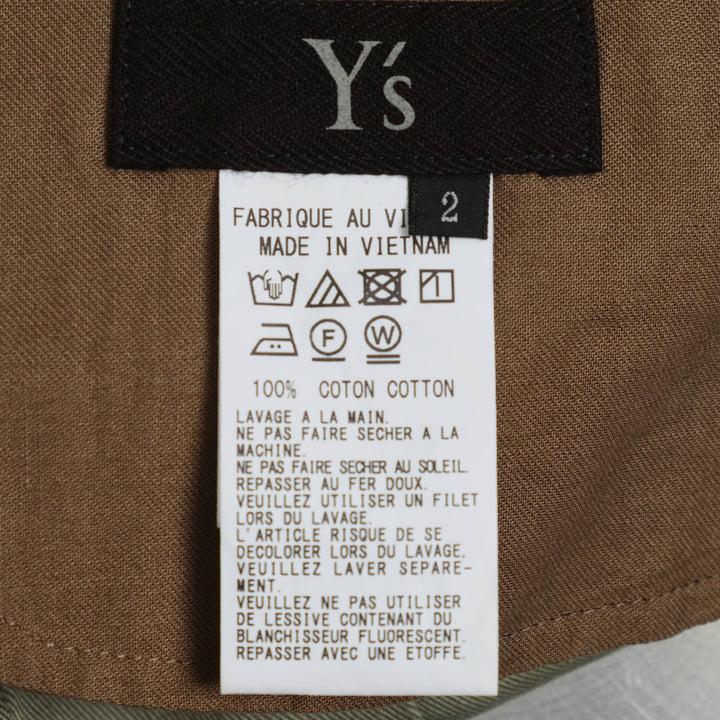 Y's
2
FABRIQUE AU VI
MADE IN VIETNAM
F W
100% COTON COTTON
LAVAGE A LA MAIN.
NE PAS FAIRE SECHER A LA
MACHINE.
NE PAS FAIRE SECHER AU SOLEIL.
REPASSER AU FER DOUX.
VEUILLEZ UTILISER UN FILET
LORS DU LAVAGE.
L'ARTICLE RISQUE DE SE
DECOLORER LORS DU LAVAGE,
VEUILLEZ LAVER SEPARE-
MENT.
VEUILLEZ NE PAS UTILISER
DE LESSIVE CONTENANT DU
BLANCHISSEUR FLUORESCENT.
REPASSER AVEC UNE ETOFFE.